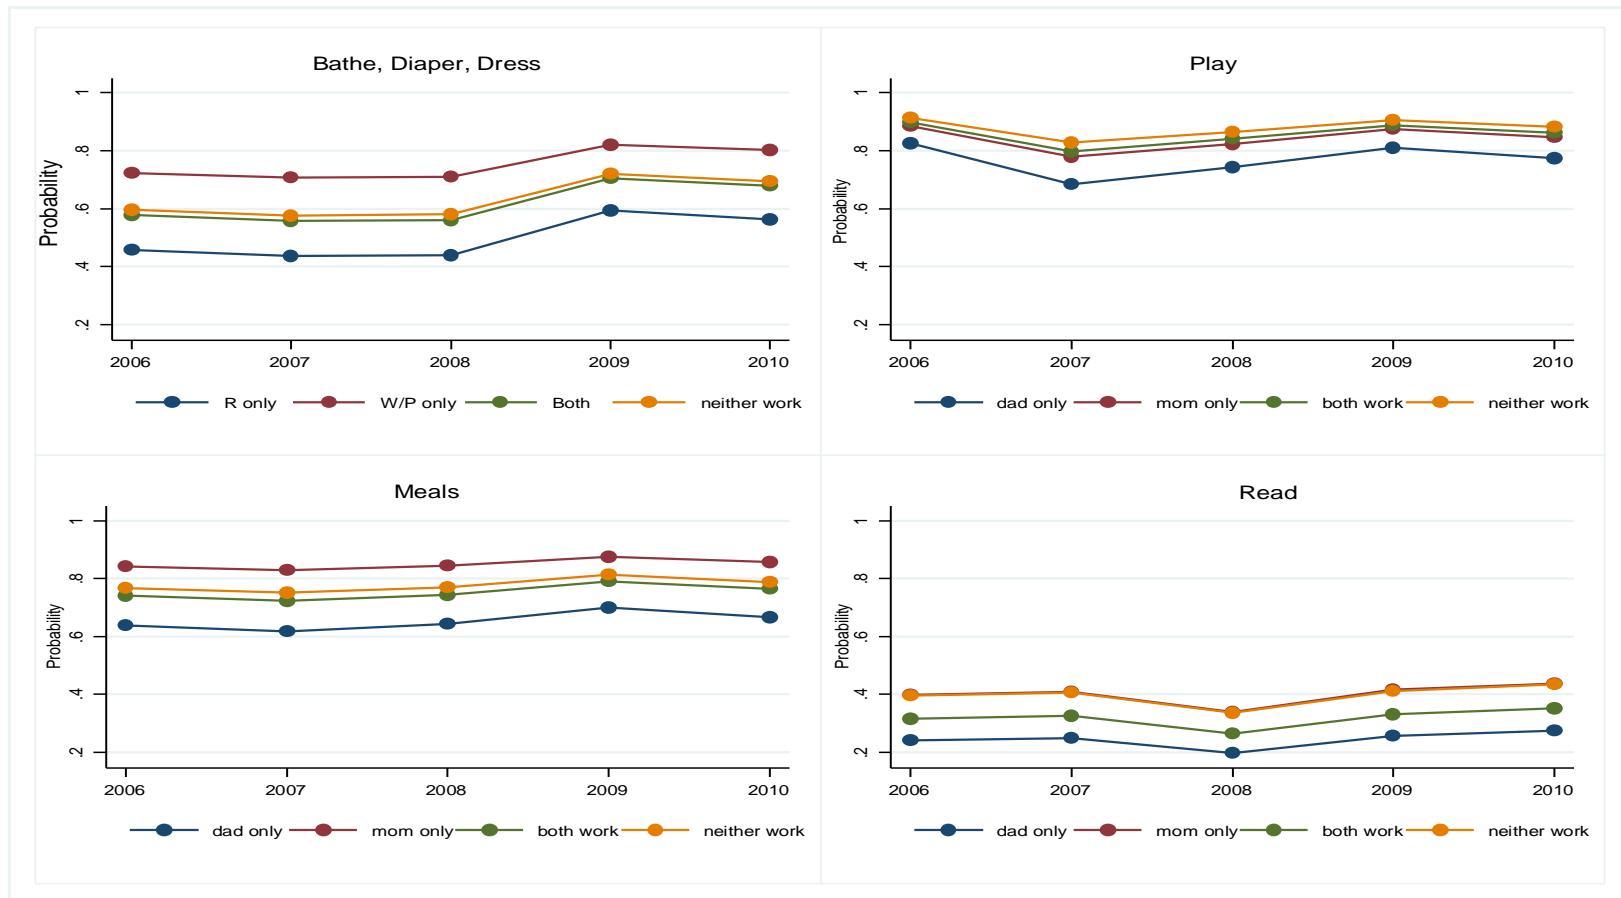 Bathe, Diaper, Dress
Probability
1
.8
.6
.4
.2
2006 2007 2008 2009 2010
R only W/P only Both neither work
Play
Probability
1
.8
.6
.4
.2
2006 2007 2008 2009 2010
dad only mom only both work neither work
Meals
Probability
1
.8
.6
.4
.2
2006 2007 2008 2009 2010
dad only mom only both work neither work
Read
Probability
1
.8
.6
.4
.2
2006 2007 2008 2009 2010
dad only mom only both work neither work